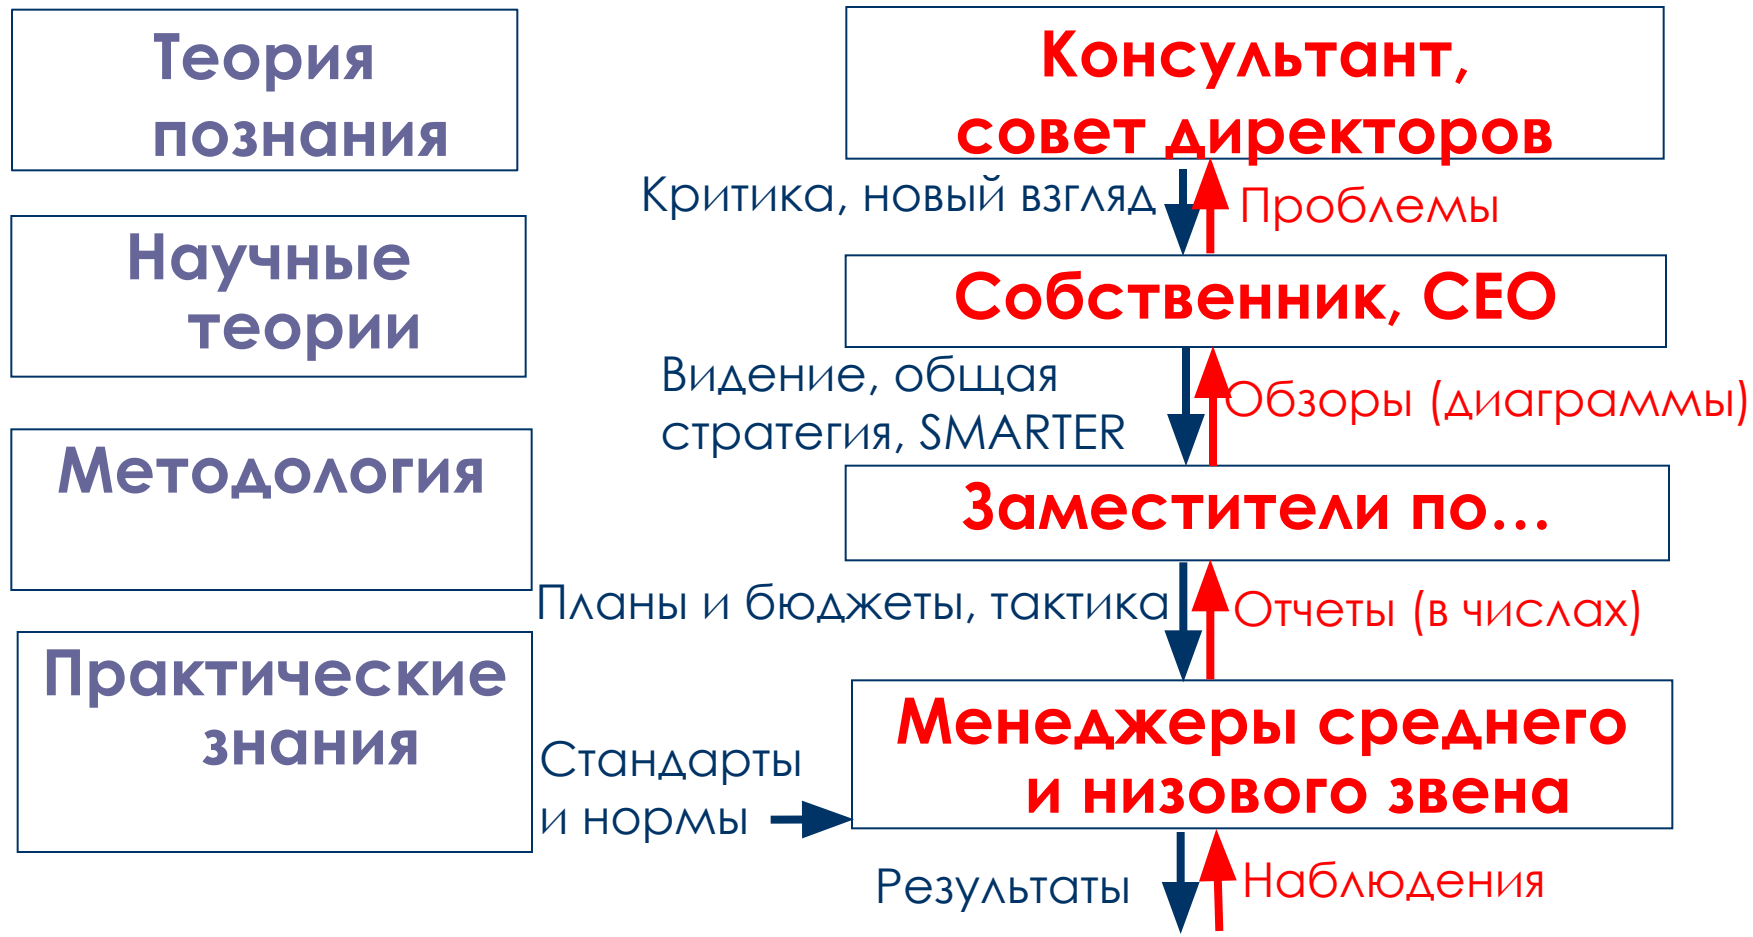 Теория
познания
Консультант,
совет директоров
Критика, новый взгляд
Проблемы
Научные
теории
Собственник, CEO
Видение, общая
стратегия, SMARTER
Обзоры (диаграммы)
Методология
Заместители по...
Планы и бюджеты, тактика
Отчеты (в числах)
Практические
знания
Менеджеры среднего
и низового звена
Стандарты
и нормы
Результаты
Наблюдения